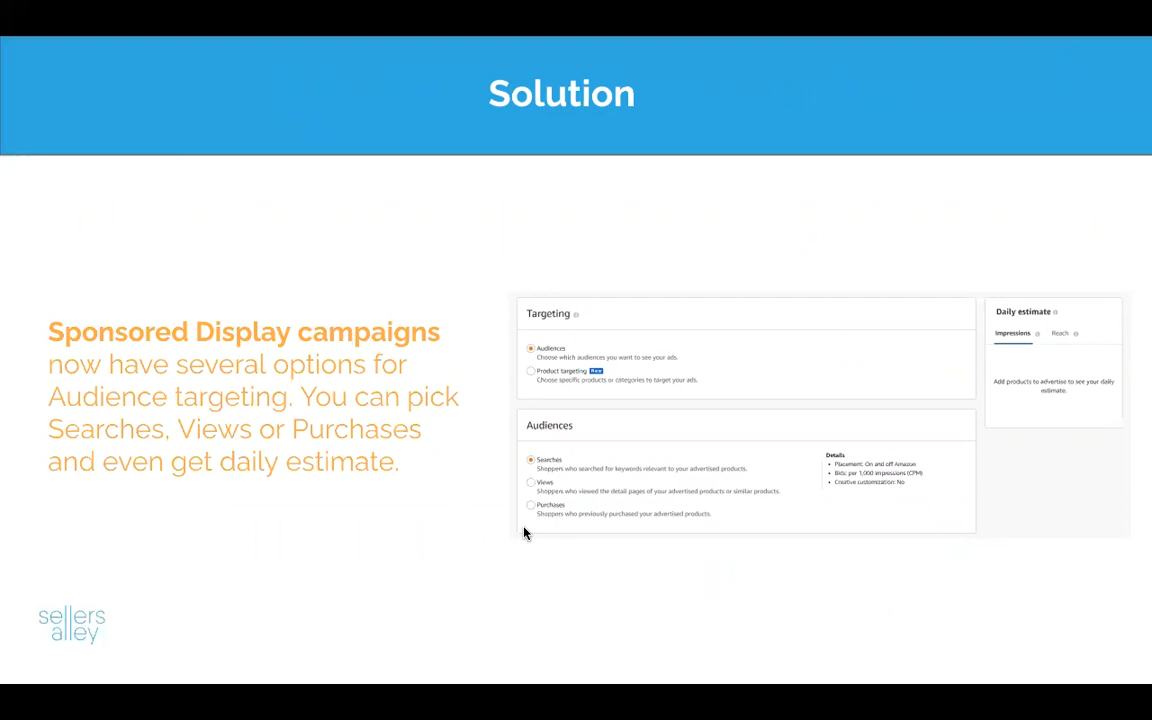 Solution
Sponsored Display campaigns
now have several options for
Audience targeting. You can pick
Searches, Views or Purchases
and even get daily estimate.
Targeting
Audiences
Choose which audiences you want to see your ads.
Product targeting New
Choose specific products or categories to target your ads.
Audiences
Searches
Shoppers who searched for keywords relevant to your advertised products.
Views
Shoppers who viewed the detail pages of your advertised products or similar products.
Purchases
Shoppers who previously purchased your advertised products.
Details
• Placement: On and off Amazon
• Bids: per 1,000 impressions (CPM)
• Creative customization: No
Daily estimate
Impressions Reach
Add products to advertise to see your daily
estimate.
sellers
alley